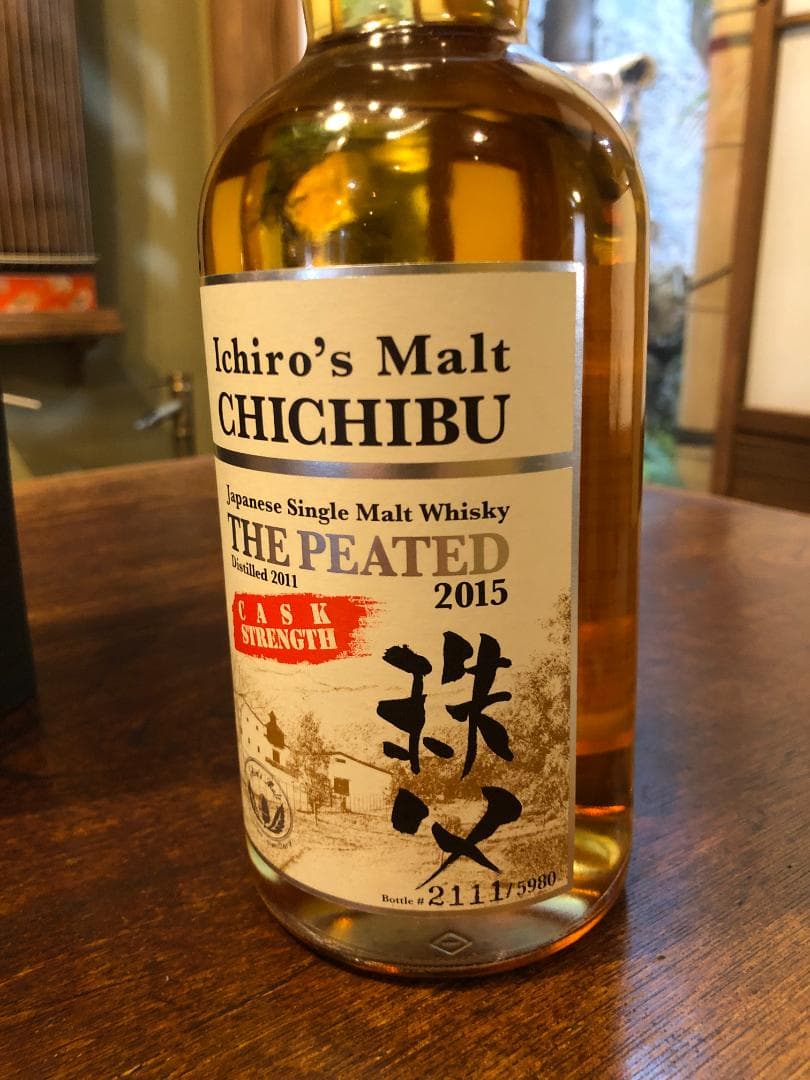 Ichiro's Malt
CHICHIBU
Japanese Single Malt Whisky
THE PEATED
Distilled 2011
2015
CASK
STRENGTH
秩父
Bottle # 2111/5980